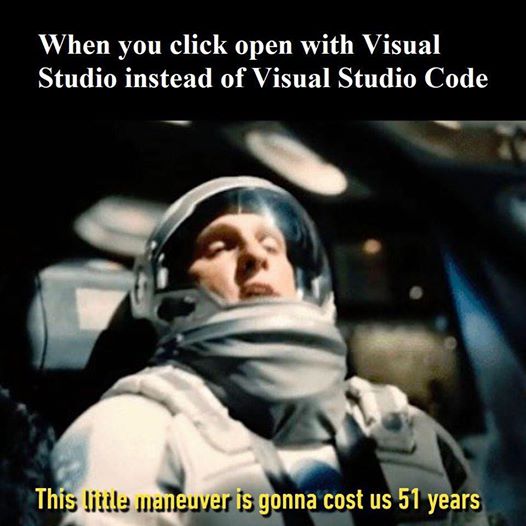 When you click open with Visual
Studio instead of Visual Studio Code
This little maneuver is gonna cost us 51 years